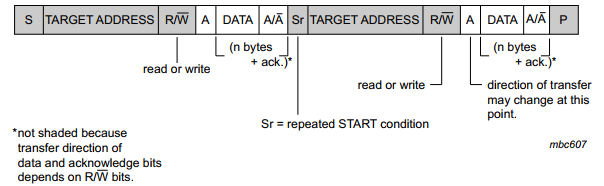 S TARGET ADDRESS R/W̅ A DATA A/A̅ Sr TARGET ADDRESS R/W̅ A DATA A/A̅ P
(n bytes
+ ack.)*
(n bytes
+ ack.)*
read or write
read or write
direction of transfer
may change at this
point.
Sr = repeated START condition
*not shaded because
transfer direction of
data and acknowledge bits
depends on R/W̅ bits.
mbc607